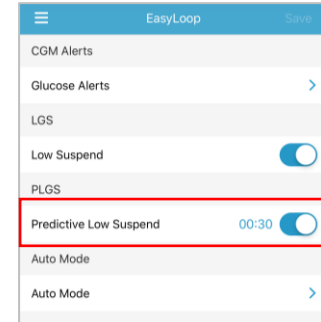 EasyLoop Save
CGM Alerts
Glucose Alerts
LGS
Low Suspend
PLGS
Predictive Low Suspend 00:30
Auto Mode
Auto Mode